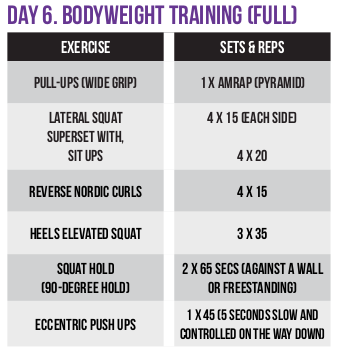 DAY 6. BODYWEIGHT TRAINING (FULL)
EXERCISE
SETS & REPS
PULL-UPS (WIDE GRIP)
1 X AMRAP (PYRAMID)
LATERAL SQUAT
SUPERSET WITH,
SIT UPS
4 X 15 (EACH SIDE)
4 X 20
REVERSE NORDIC CURLS
4 X 15
HEELS ELEVATED SQUAT
3 X 35
SQUAT HOLD
(90-DEGREE HOLD)
2 X 65 SECS (AGAINST A WALL
OR FREESTANDING)
ECCENTRIC PUSH UPS
1 X 45 (5 SECONDS SLOW AND
CONTROLLED ON THE WAY DOWN)